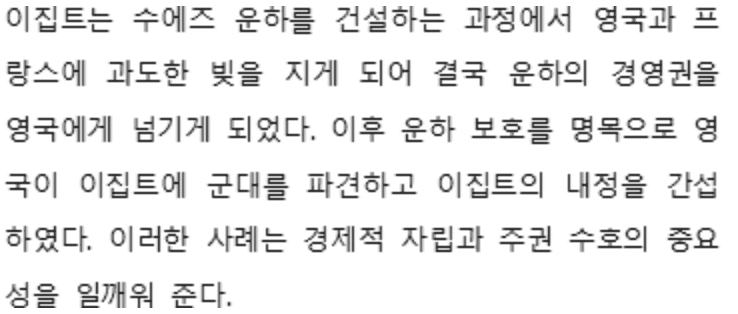 이집트는 수에즈 운하를 건설하는 과정에서 영국과 프
랑스에 과도한 빚을 지게 되어 결국 운하의 경영권을
영국에게 넘기게 되었다. 이후 운하 보호를 명목으로 영
국이 이집트에 군대를 파견하고 이집트의 내정을 간섭
하였다. 이러한 사례는 경제적 자립과 주권 수호의 중요
성을 일깨워 준다.